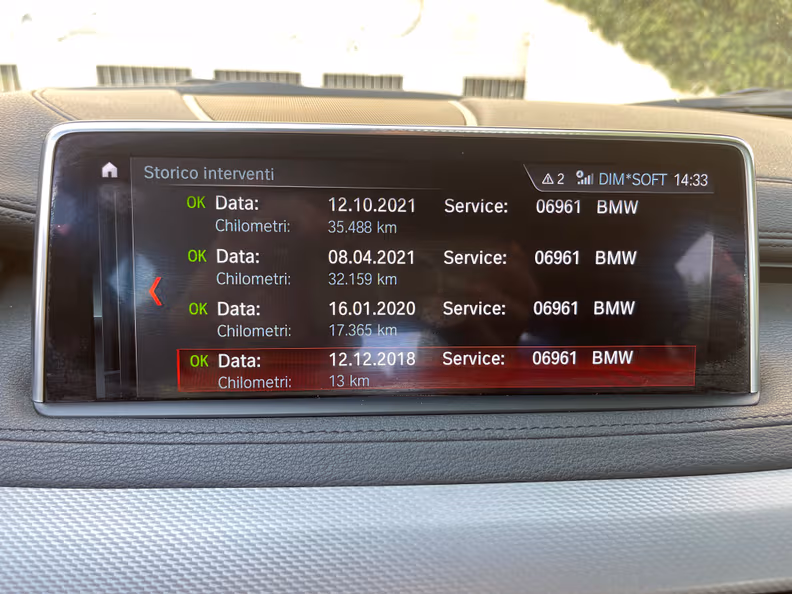 Storico interventi
2 DIM*SOFT 14:33
OK Data: 12.10.2021 Service: 06961 BMW
Chilometri: 35.488 km
OK Data: 08.04.2021 Service: 06961 BMW
Chilometri: 32.159 km
OK Data: 16.01.2020 Service: 06961 BMW
Chilometri: 17.365 km
OK Data: 12.12.2018 Service: 06961 BMW
Chilometri: 13 km